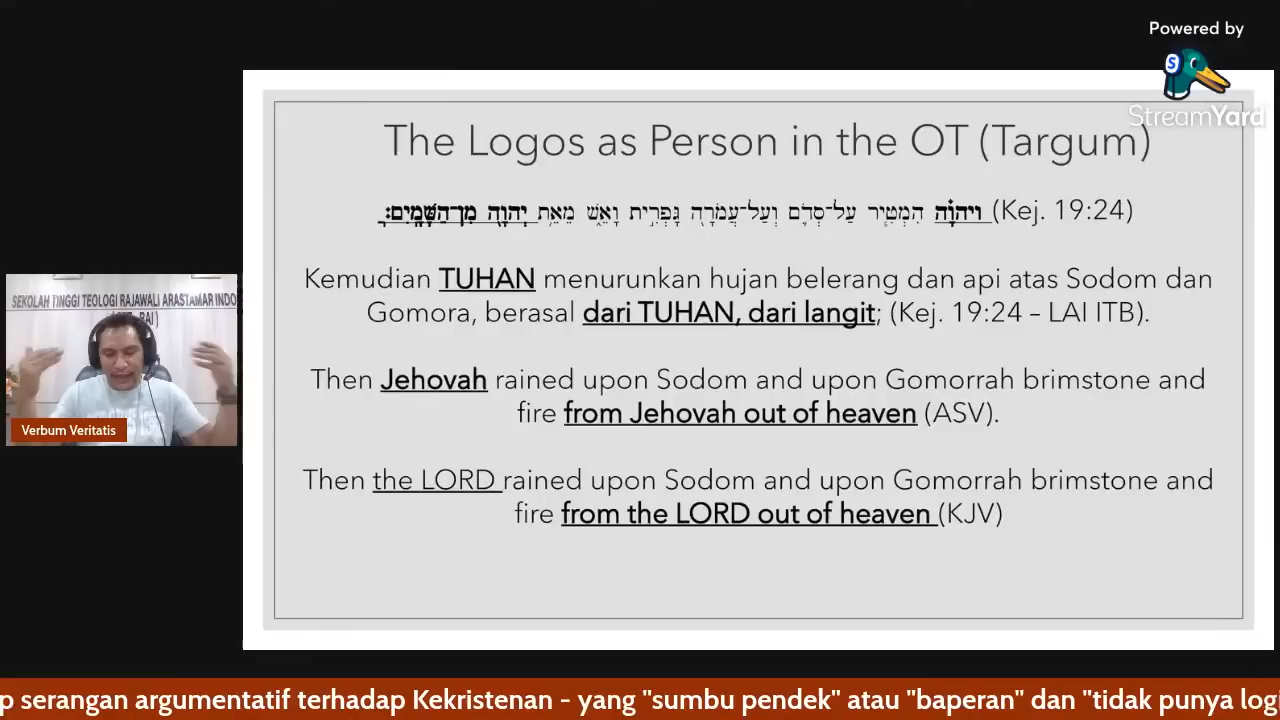 Powered by
S
StreamYard
The Logos as Person in the OT (Targum)
וַיהוָ֗ה הִמְטִ֧יר עַל־סְדֹ֛ם וְעַל־עֲמֹרָ֖ה גָּפְרִ֣ית וָאֵ֑שׁ מֵאֵ֥ת יְהוָ֖ה מִן־הַשָּׁמָֽיִם׃ (Kej. 19:24)
Kemudian TUHAN menurunkan hujan belerang dan api atas Sodom dan
Gomora, berasal dari TUHAN, dari langit; (Kej. 19:24 – LAI ITB).
Then Jehovah rained upon Sodom and upon Gomorrah brimstone and
fire from Jehovah out of heaven (ASV).
Then the LORD rained upon Sodom and upon Gomorrah brimstone and
fire from the LORD out of heaven (KJV)
SEKOLAH TINGGI TEOLOGI RAJAWALI ARASTAMAR INDO
Verbum Veritatis
p serangan argumentatif terhadap Kekristenan - yang "sumbu pendek" atau "baperan" dan "tidak punya logi